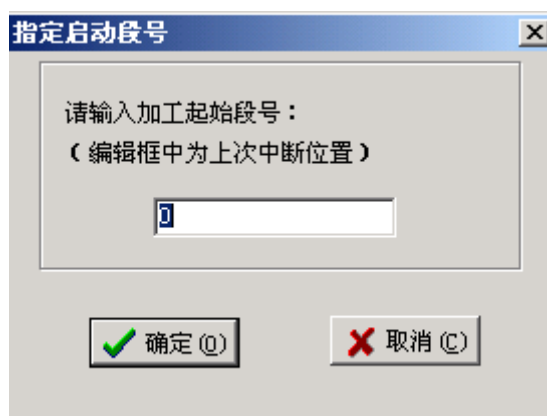 指定启动段号
请输入加工起始段号：
（编辑框中为上次中断位置）
0
确定(O)
取消(C)